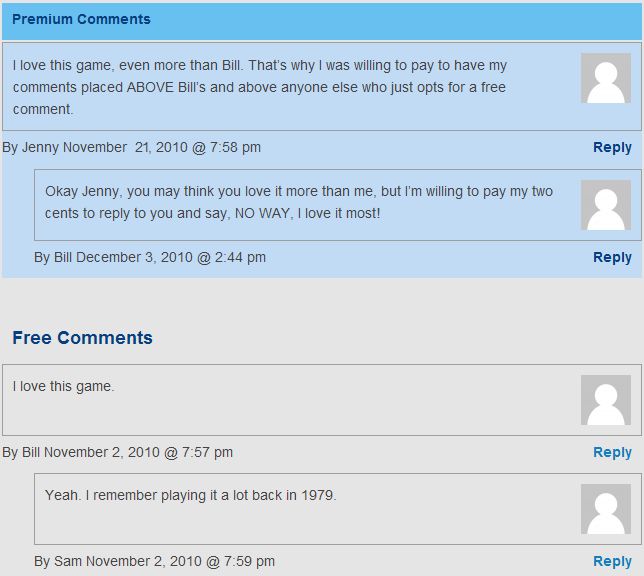 Premium Comments
I love this game, even more than Bill. That's why I was willing to pay to have my
comments placed ABOVE Bill's and above anyone else who just opts for a free
comment.
By Jenny November 21, 2010 @ 7:58 pm
Reply
Okay Jenny, you may think you love it more than me, but I'm willing to pay my two
cents to reply to you and say, NO WAY, I love it most!
By Bill December 3, 2010 @ 2:44 pm
Reply
Free Comments
I love this game.
By Bill November 2, 2010 @ 7:57 pm
Reply
Yeah. I remember playing it a lot back in 1979.
By Sam November 2, 2010 @ 7:59 pm
Reply